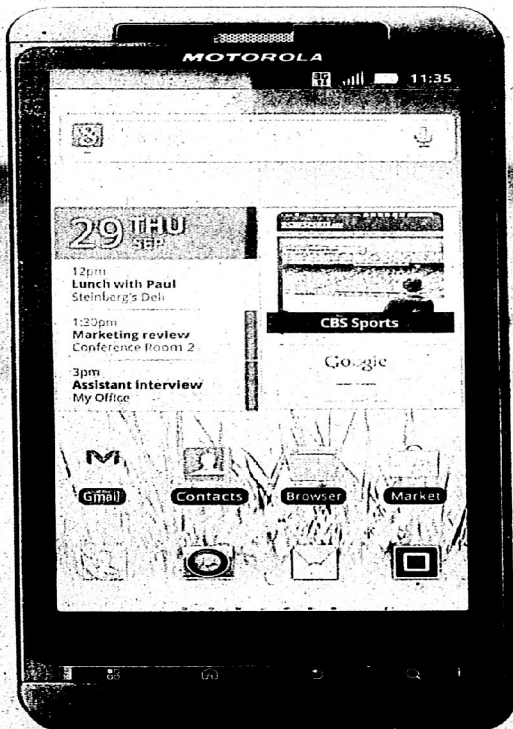 MOTOROLA
3G
11:35
29 THU
SEP
12pm
Lunch with Paul
Steinberg's Deli
1:30pm
Marketing review
Conference Room 2
3pm
Assistant interview
My Office
CBS Sports
Google
Gmail
Contacts
Browser
Market